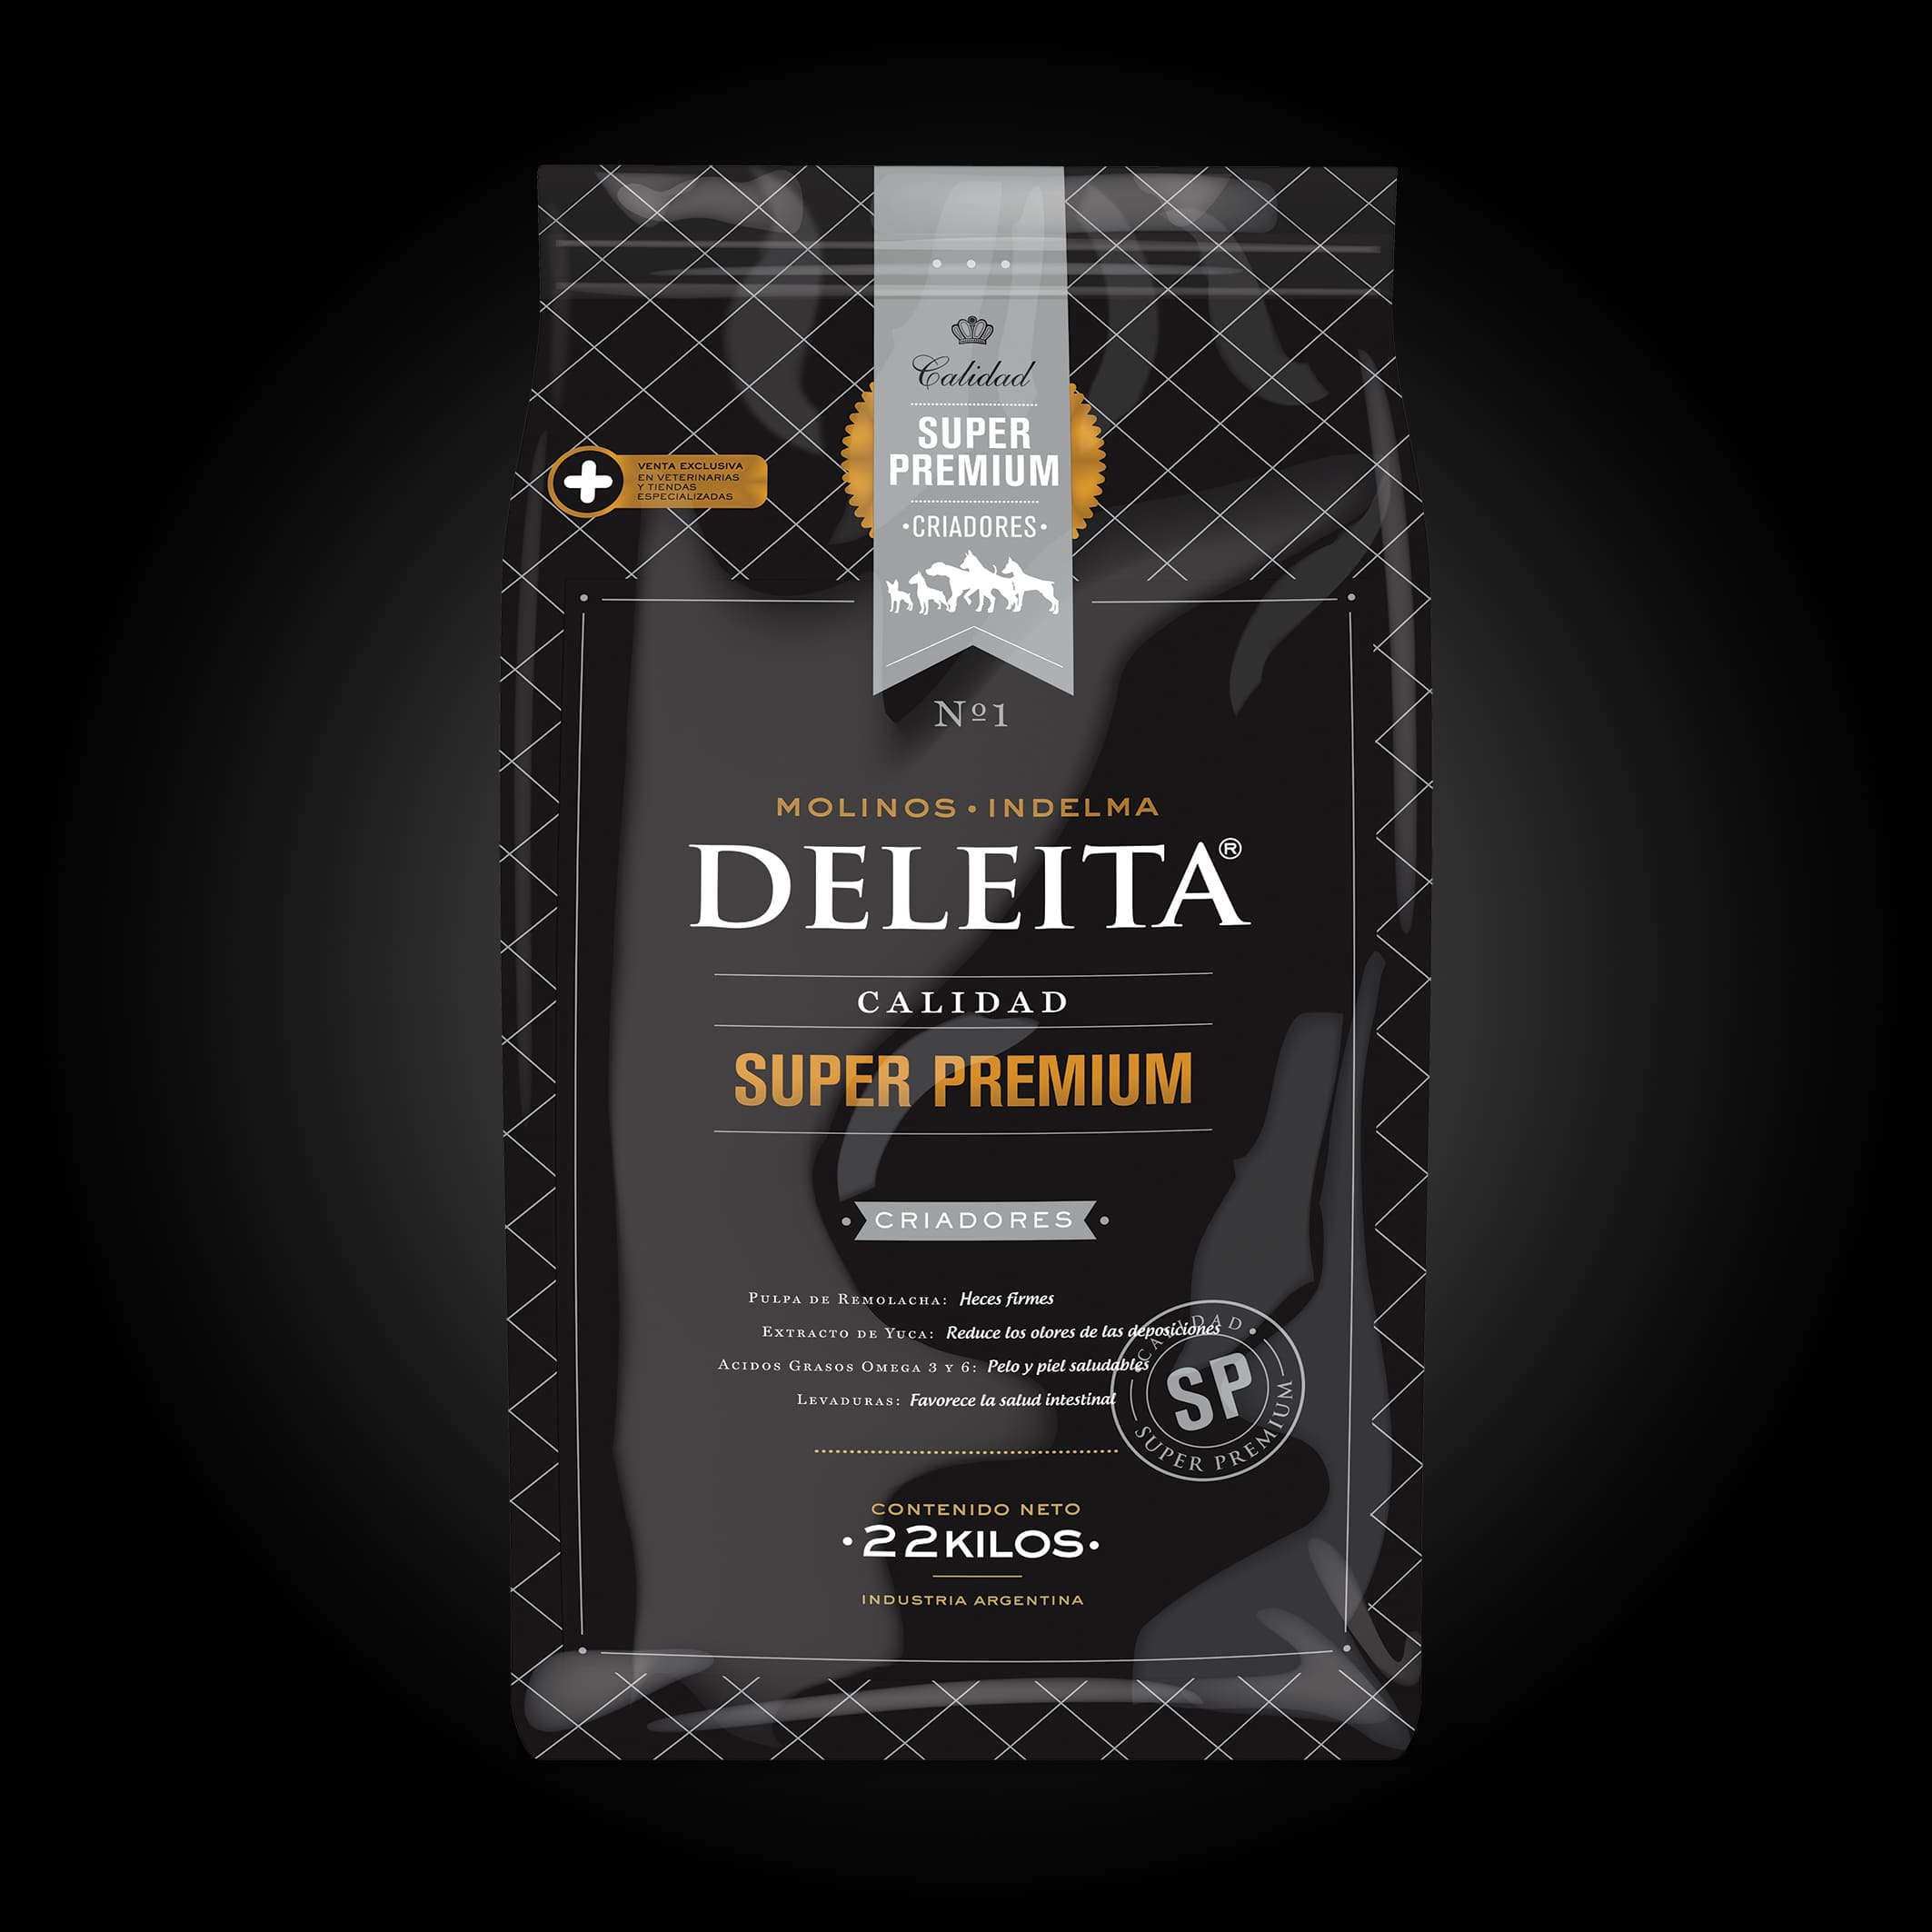 Calidad
SUPER
PREMIUM
•CRIADORES•
VENTA EXCLUSIVA
EN VETERINARIAS
Y TIENDAS
ESPECIALIZADAS
Nº1
MOLINOS • INDELMA
DELEITA®
CALIDAD
SUPER PREMIUM
• CRIADORES •
PULPA DE REMOLACHA: Heces firmes
EXTRACTO DE YUCA: Reduce los olores de las deposiciones
ACIDOS GRASOS OMEGA 3 Y 6: Pelo y piel saludables
LEVADURAS: Favorece la salud intestinal
• CALIDAD •
SP
SUPER PREMIUM
CONTENIDO NETO
•22KILOS•
INDUSTRIA ARGENTINA